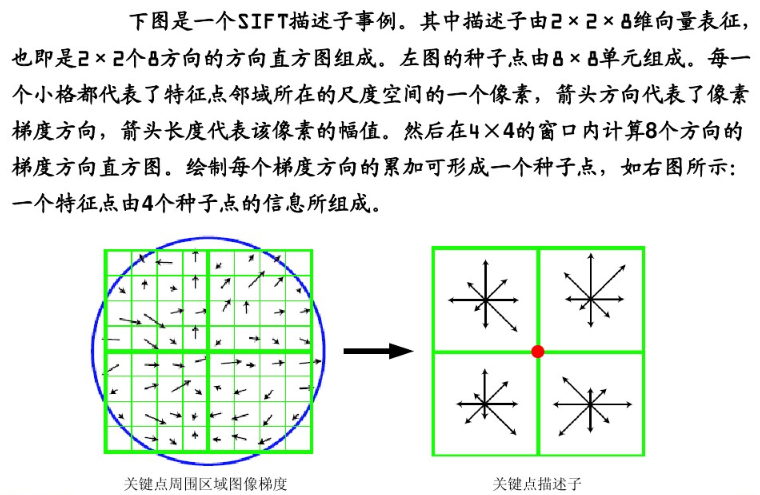 下图是一个SIFT描述子事例。其中描述子由2×2×8维向量表征，
也即是2×2个8方向的方向直方图组成。左图的种子点由8×8单元组成。每一
个小格都代表了特征点邻域所在的尺度空间的一个像素，箭头方向代表了像素
梯度方向，箭头长度代表该像素的幅值。然后在4×4的窗口内计算8个方向的
梯度方向直方图。绘制每个梯度方向的累加可形成一个种子点，如右图所示：
一个特征点由4个种子点的信息所组成。
关键点周围区域图像梯度
关键点描述子